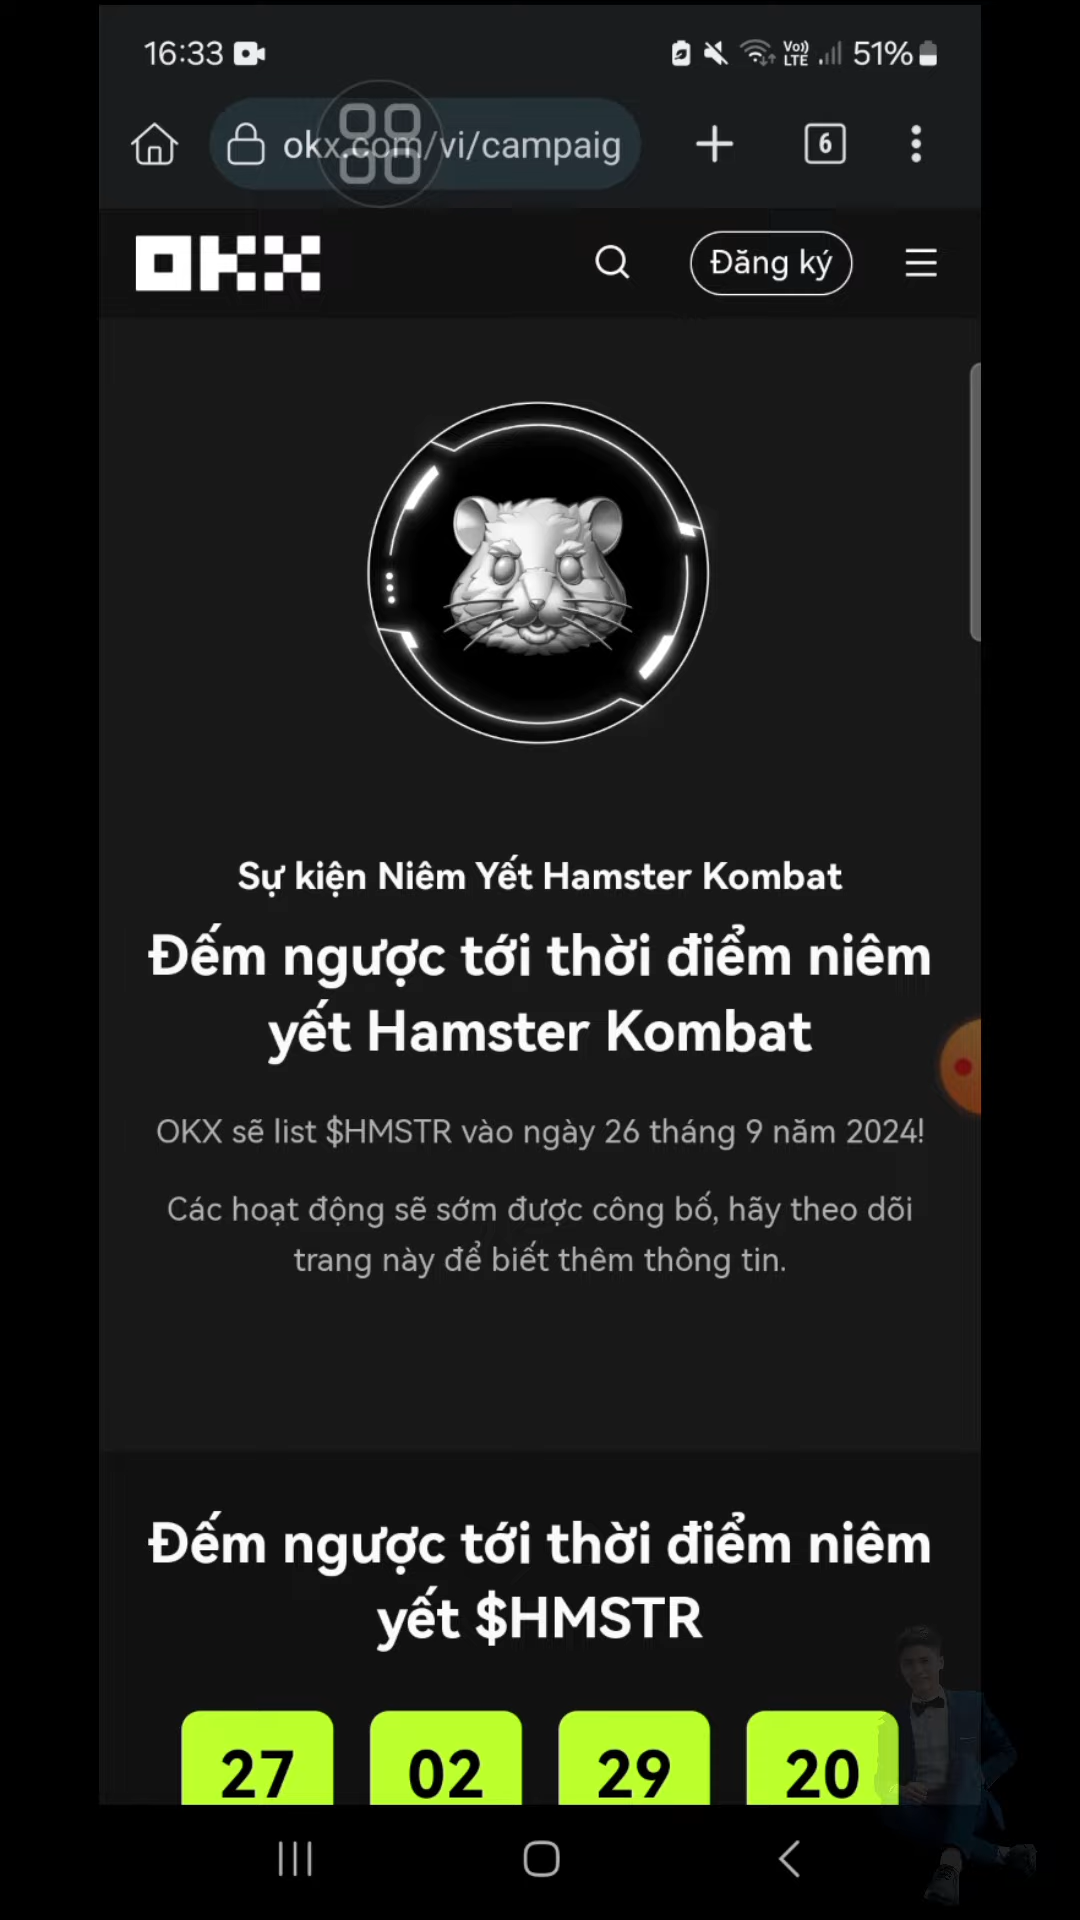 16:33
Vo))
LTE
51%
okx.com/vi/campaig
6
OKX
Đăng ký
Sự kiện Niêm Yết Hamster Kombat
Đếm ngược tới thời điểm niêm
yết Hamster Kombat
OKX sẽ list $HMSTR vào ngày 26 tháng 9 năm 2024!
Các hoạt động sẽ sớm được công bố, hãy theo dõi
trang này để biết thêm thông tin.
Đếm ngược tới thời điểm niêm
yết $HMSTR
27 02 29 20